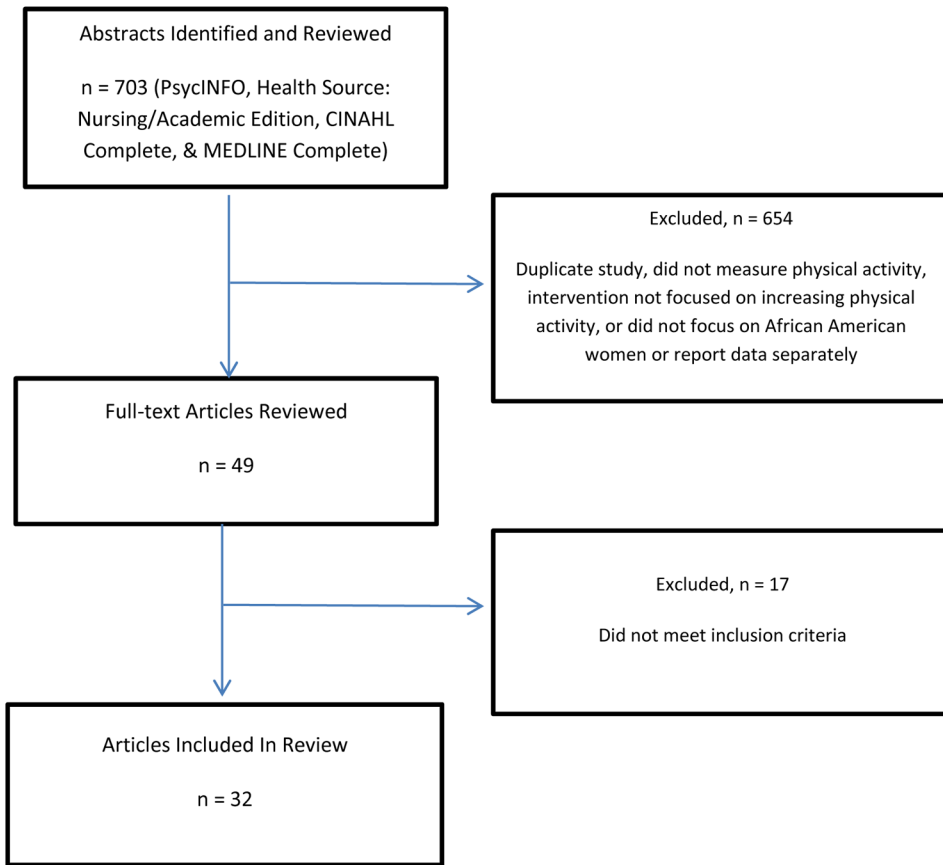 Abstracts Identified and Reviewed
n = 703 (PsycINFO, Health Source:
Nursing/Academic Edition, CINAHL
Complete, & MEDLINE Complete)
Excluded, n = 654
Duplicate study, did not measure physical activity,
intervention not focused on increasing physical
activity, or did not focus on African American
women or report data separately
Full-text Articles Reviewed
n = 49
Excluded, n = 17
Did not meet inclusion criteria
Articles Included In Review
n = 32